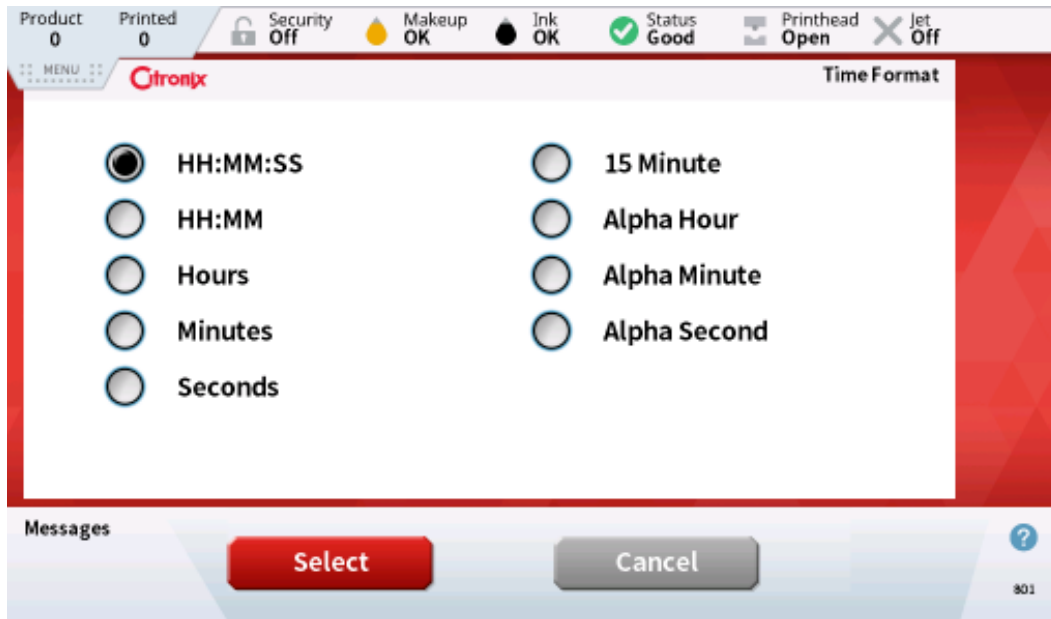 Product Printed Security Makeup Ink Status Printhead Jet
0 0 Off OK OK Good Open Off
MENU
Citronix
Time Format
HH:MM:SS
HH:MM
Hours
Minutes
Seconds
15 Minute
Alpha Hour
Alpha Minute
Alpha Second
Messages
Select
Cancel
?
801